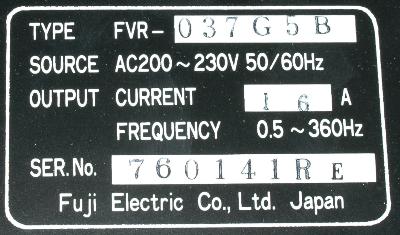 TYPE FVR-037G5B
SOURCE AC200~230V 50/60Hz
OUTPUT CURRENT 16 A
FREQUENCY 0.5~360Hz
SER.No. 760141RE
Fuji Electric Co., Ltd. Japan